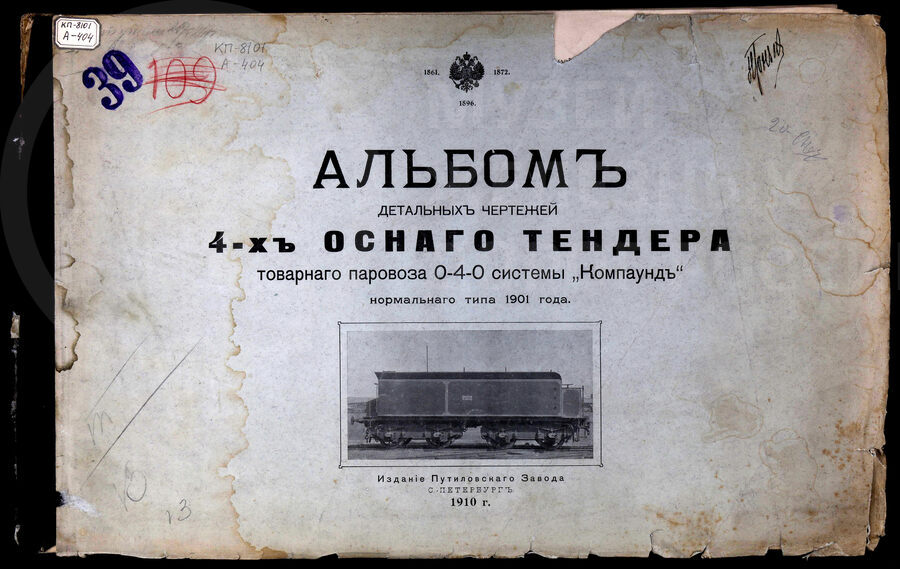 КП-8101
А-404
КП-8101
А-404
39
109
1861. 1872.
1896.
АЛЬБОМЪ
ДЕТАЛЬНЫХЪ ЧЕРТЕЖЕЙ
4-хъ ОСНАГО ТЕНДЕРА
товарнаго паровоза 0-4-0 системы „Компаундъ“
нормальнаго типа 1901 года.
Изданіе Путиловскаго Завода
С.-ПЕТЕРБУРГЪ
1910 г.